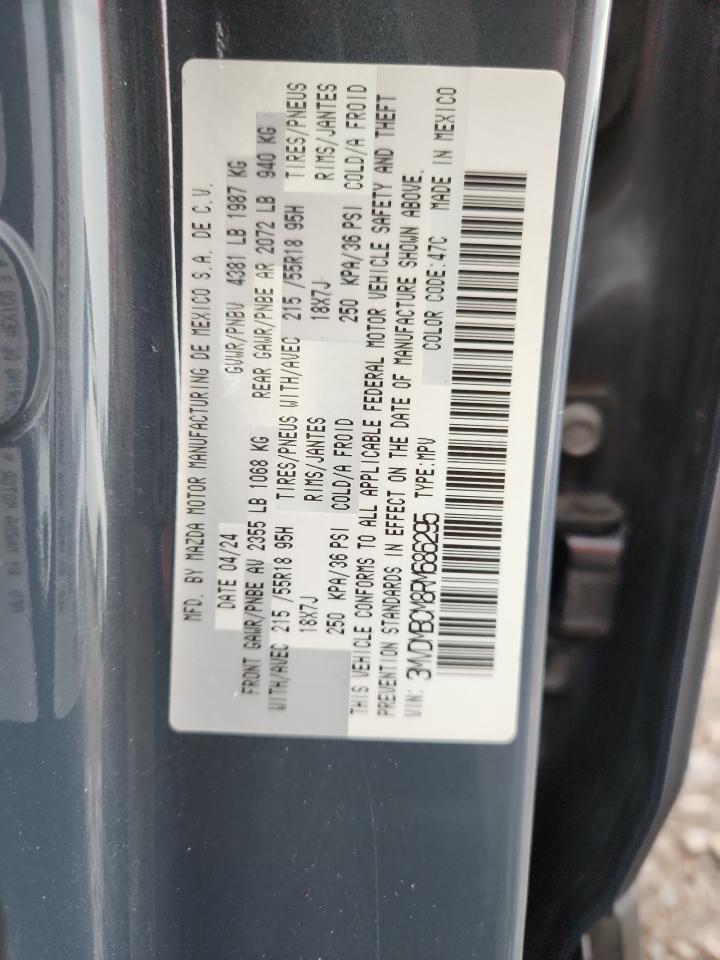 MFD. BY MAZDA MOTOR MANUFACTURING DE MEXICO S.A. DE C.V.
DATE 04/24 GVWR/PNBV 4381 LB 1987 KG
FRONT GAWR/PNBE AV 2355 LB 1068 KG REAR GAWR/PNBE AR 2072 LB 940 KG
WITH/AVEC 215 /55R18 95H TIRES/PNEUS WITH/AVEC 215 /55R18 95H TIRES/PNEUS
18X7J RIMS/JANTES 18X7J RIMS/JANTES
250 KPA/36 PSI COLD/A FROID 250 KPA/36 PSI COLD/A FROID
THIS VEHICLE CONFORMS TO ALL APPLICABLE FEDERAL MOTOR VEHICLE SAFETY AND THEFT
PREVENTION STANDARDS IN EFFECT ON THE DATE OF MANUFACTURE SHOWN ABOVE.
VIN: 3MVDMBCM8RM686295 TYPE:MPV COLOR CODE:47C MADE IN MEXICO